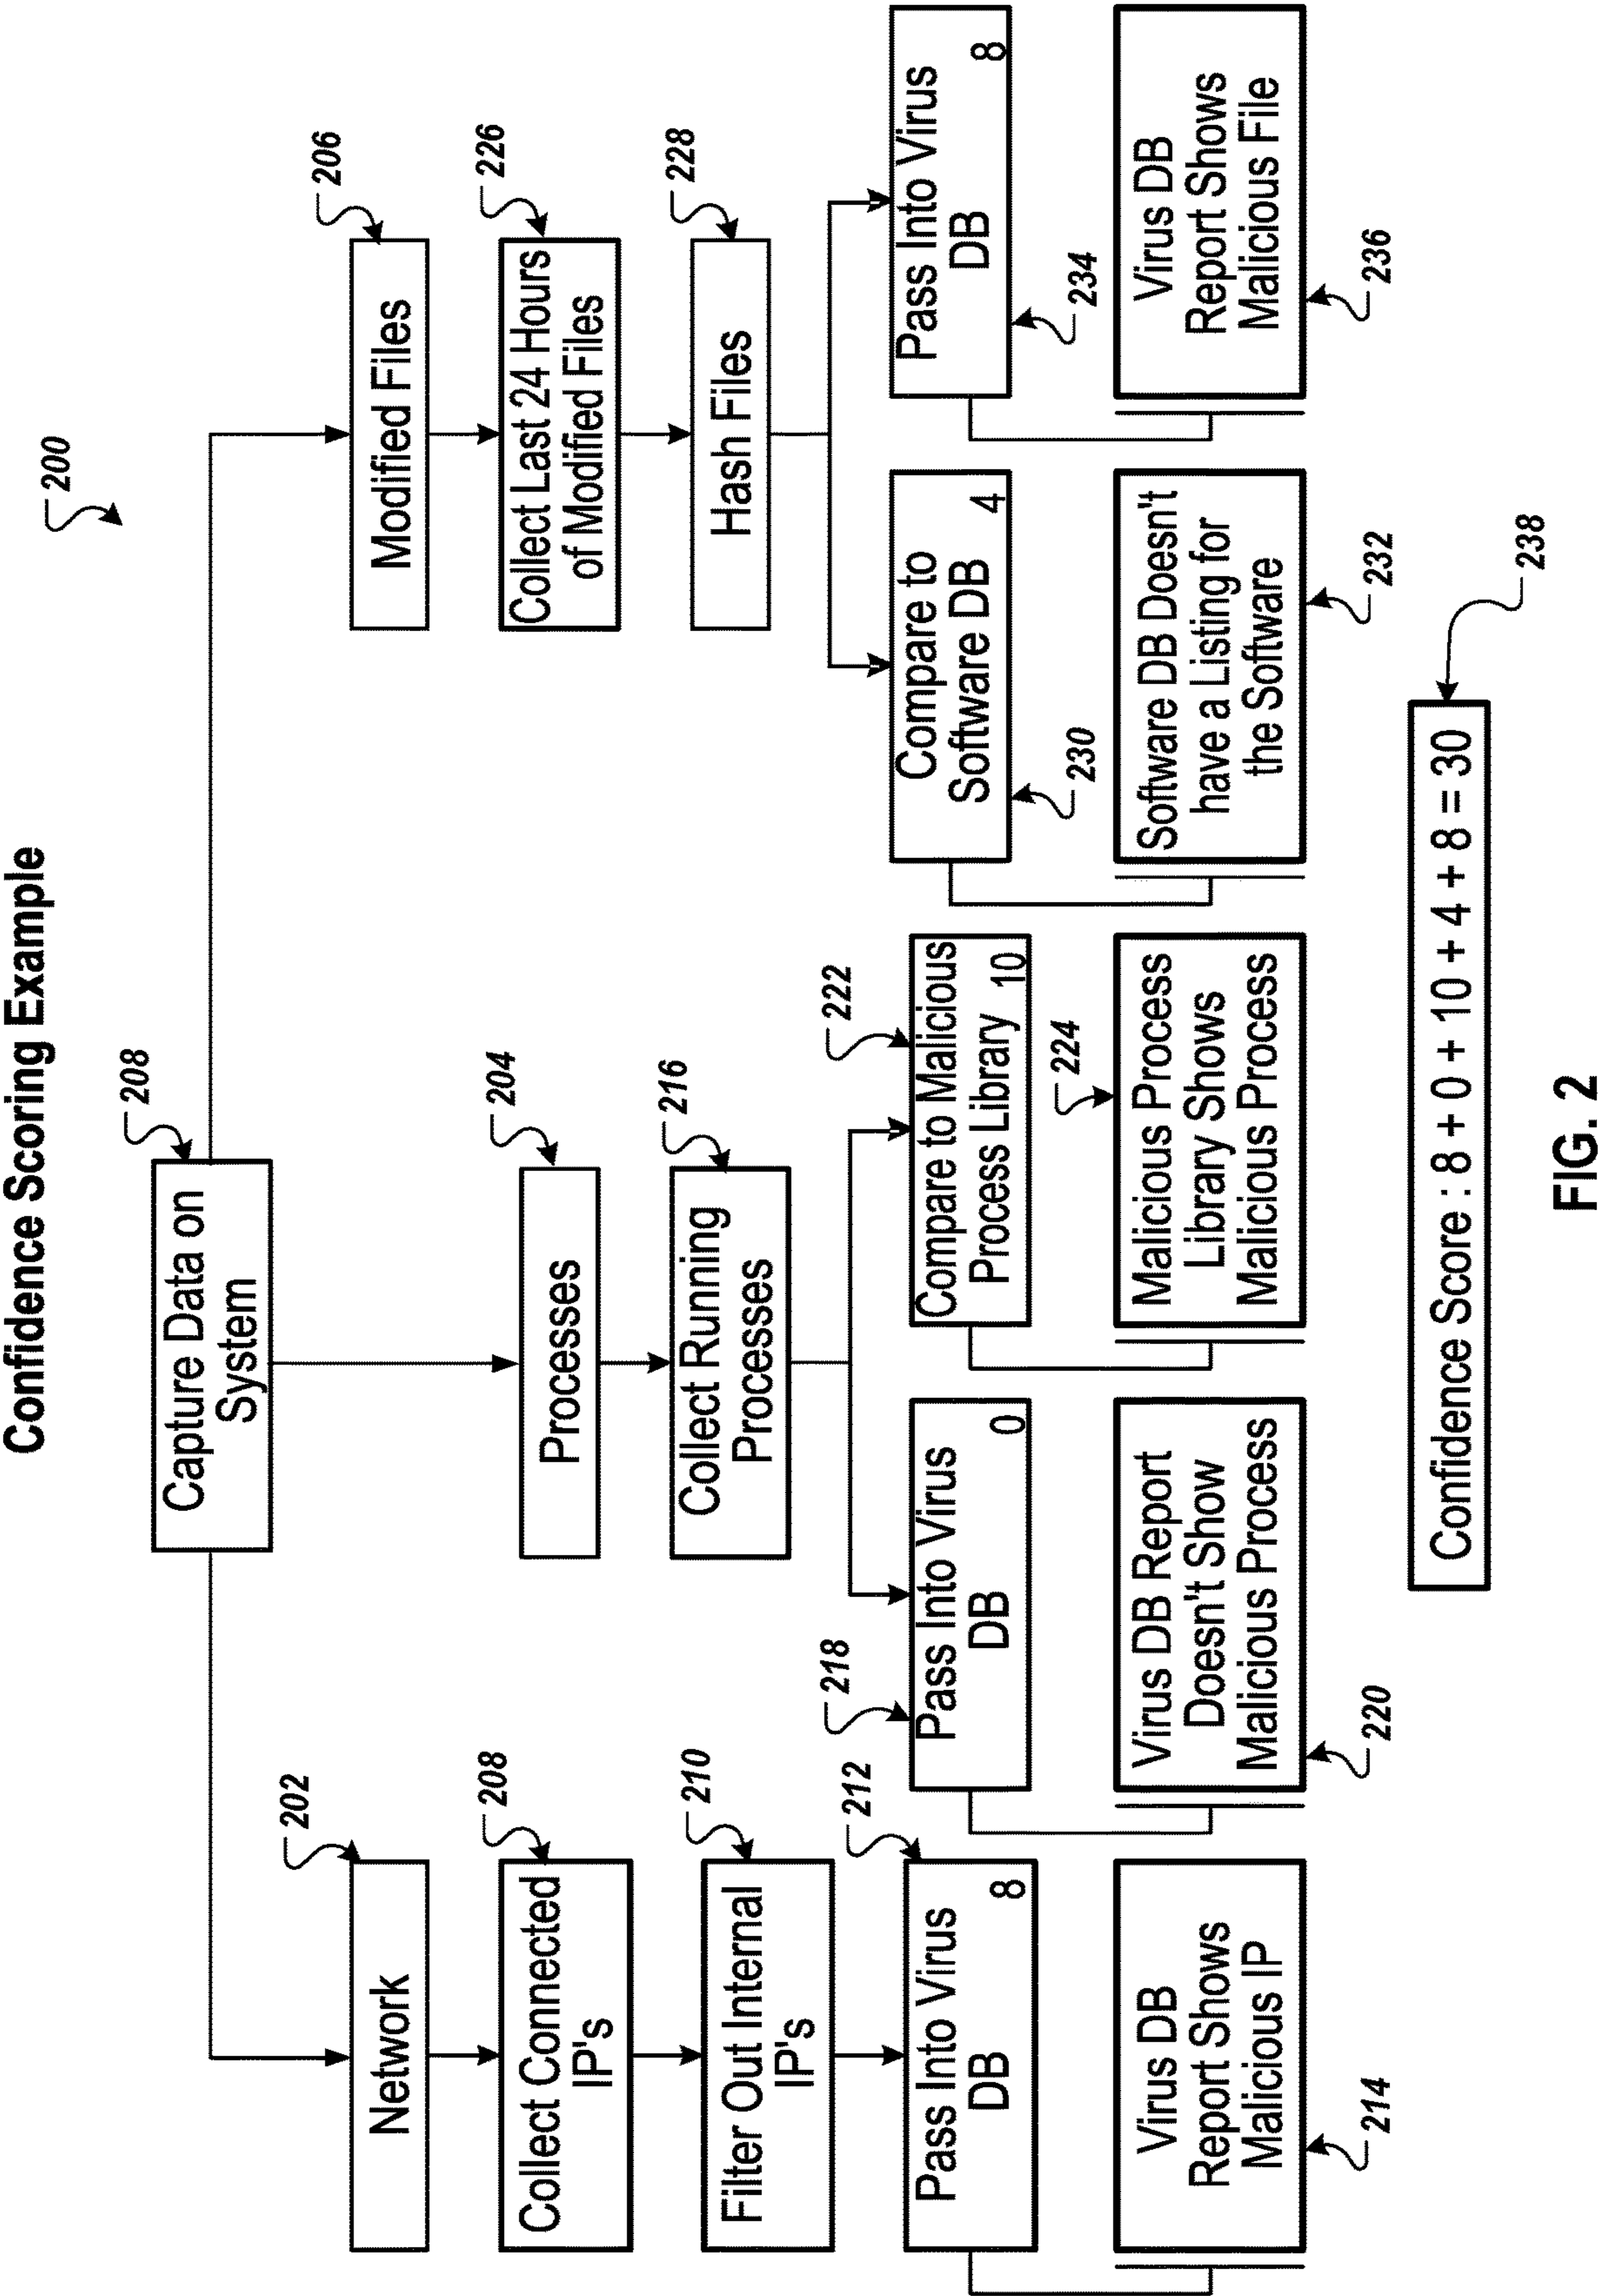 Confidence Scoring Example
200
208
Capture Data on
System
202
Network
208
Collect Connected
IP's
210
Filter Out Internal
IP's
212
Pass Into Virus
DB
8
Virus DB
Report Shows
Malicious IP
214
204
Processes
216
Collect Running
Processes
218
Pass Into Virus
DB
0
Virus DB Report
Doesn't Show
Malicious Process
220
222
Compare to Malicious
Process Library 10
224
Malicious Process
Library Shows
Malicious Process
206
Modified Files
226
Collect Last 24 Hours
of Modified Files
228
Hash Files
Compare to
Software DB
4
230
Software DB Doesn't
have a Listing for
the Software
232
Pass Into Virus
DB
8
234
Virus DB
Report Shows
Malicious File
236
Confidence Score : 8 + 0 + 10 + 4 + 8 = 30
238
FIG. 2